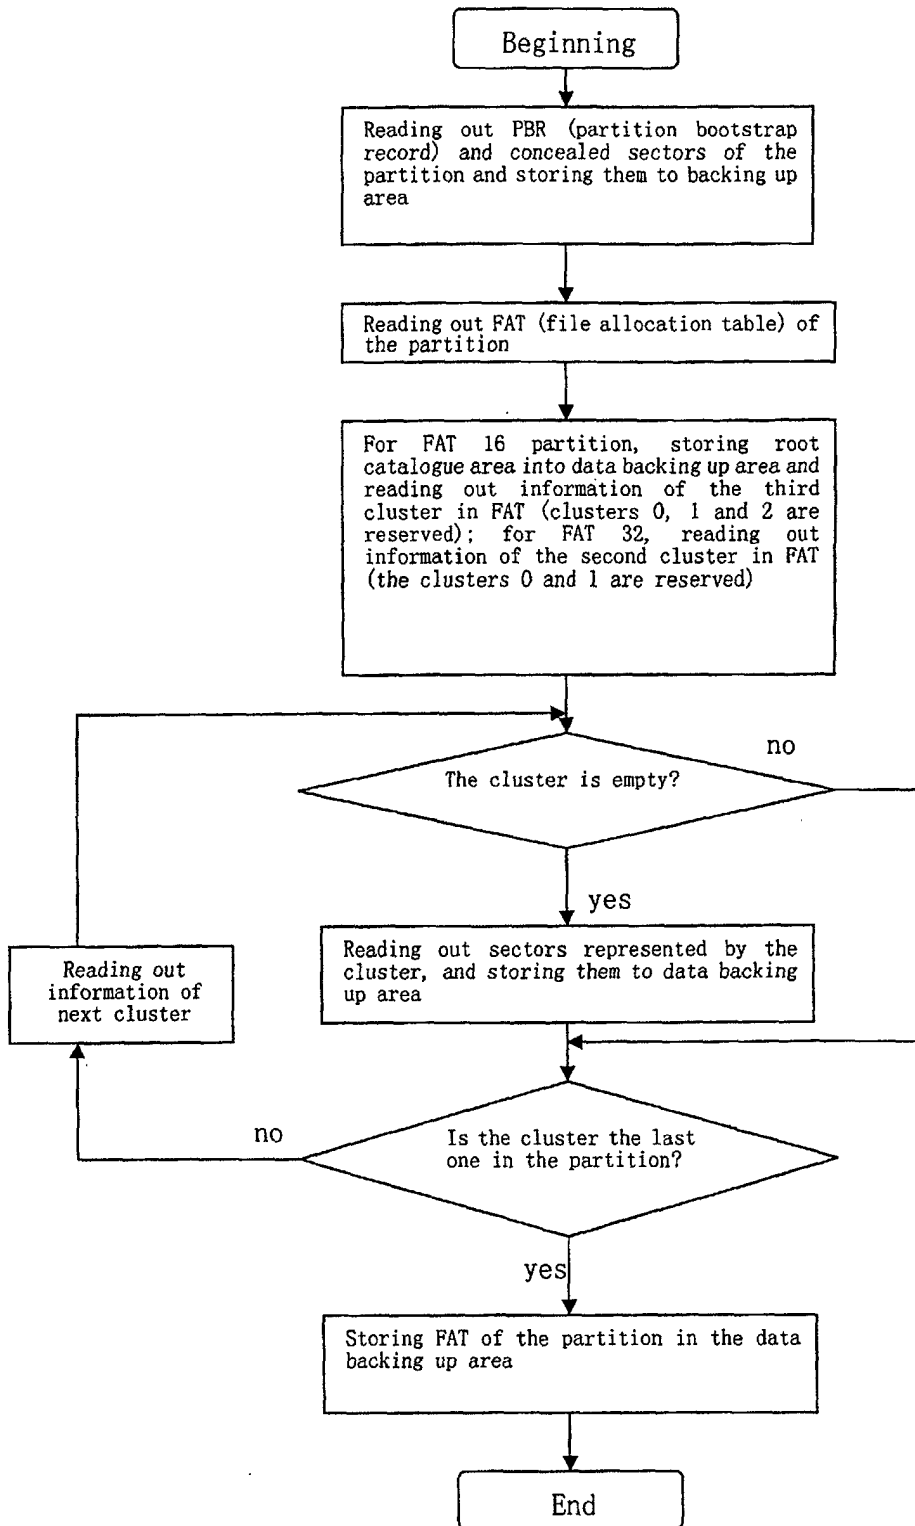 Beginning
Reading out PBR (partition bootstrap
record) and concealed sectors of the
partition and storing them to backing up
area
Reading out FAT (file allocation table) of
the partition
For FAT 16 partition, storing root
catalogue area into data backing up area and
reading out information of the third
cluster in FAT (clusters 0, 1 and 2 are
reserved); for FAT 32, reading out
information of the second cluster in FAT
(the clusters 0 and 1 are reserved)
no
The cluster is empty?
yes
Reading out sectors represented by the
cluster, and storing them to data backing
up area
Reading out
information of
next cluster
no
Is the cluster the last
one in the partition?
yes
Storing FAT of the partition in the data
backing up area
End